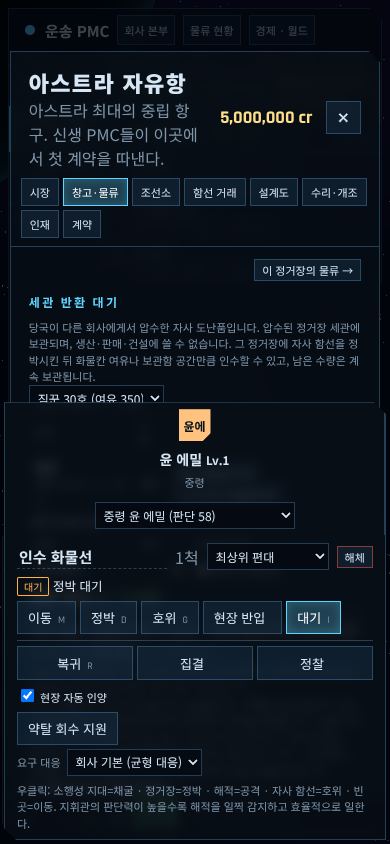 운송 PMC 회사 본부 물류 현황 경제 · 월드
아스트라 자유항
아스트라 최대의 중립 항
구. 신생 PMC들이 이곳에
서 첫 계약을 따낸다.
5,000,000 cr ×
시장 창고·물류 조선소 함선 거래 설계도 수리·개조
인재 계약
이 정거장의 물류 →
세관 반환 대기
당국이 다른 회사에게서 압수한 자사 도난품입니다. 압수된 정거장 세관에
보관되며, 생산·판매·건설에 쓸 수 없습니다. 그 정거장에 자사 함선을 정
박시킨 뒤 화물칸 여유나 보관함 공간만큼 인수할 수 있고, 남은 수량은 계
속 보관됩니다.
짐꾼 30호 (여유 350)
윤에
윤 에밀 Lv.1
중령
중령 윤 에밀 (판단 58)
인수 화물선 1척 최상위 편대 해체
대기 정박 대기
이동 M 정박 D 호위 G 현장 반입 대기 I
복귀 R 집결 정찰
현장 자동 인양
약탈 회수 지원
요구 대응 회사 기본 (균형 대응)
우클릭: 소행성 지대=채굴 · 정거장=정박 · 해적=공격 · 자사 함선=호위 · 빈
곳=이동. 지휘관의 판단력이 높을수록 해적을 일찍 감지하고 효율적으로 일한
다.